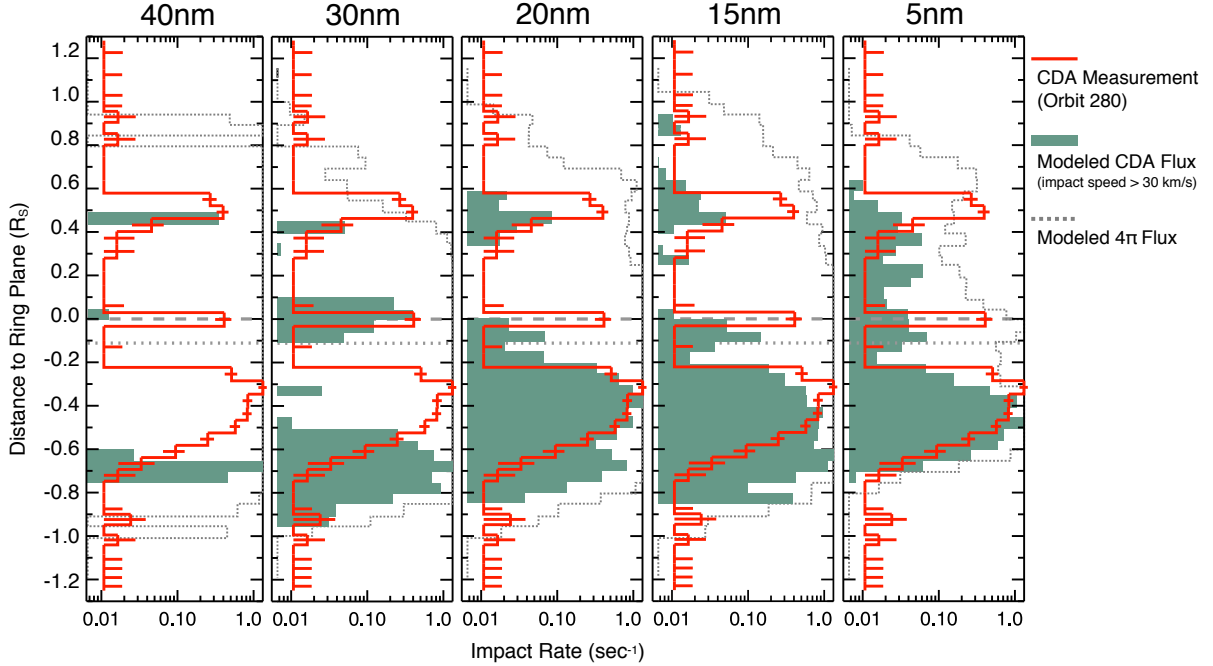 40nm 30nm 20nm 15nm 5nm
1.2
1.0
0.8
0.6
0.4
0.2
0.0
-0.2
-0.4
-0.6
-0.8
-1.0
-1.2
Distance to Ring Plane (R_S)
0.01 0.10 1.0 0.01 0.10 1.0 0.01 0.10 1.0 0.01 0.10 1.0 0.01 0.10 1.0
Impact Rate (sec⁻¹)
CDA Measurement
(Orbit 280)
Modeled CDA Flux
(impact speed > 30 km/s)
Modeled 4π Flux